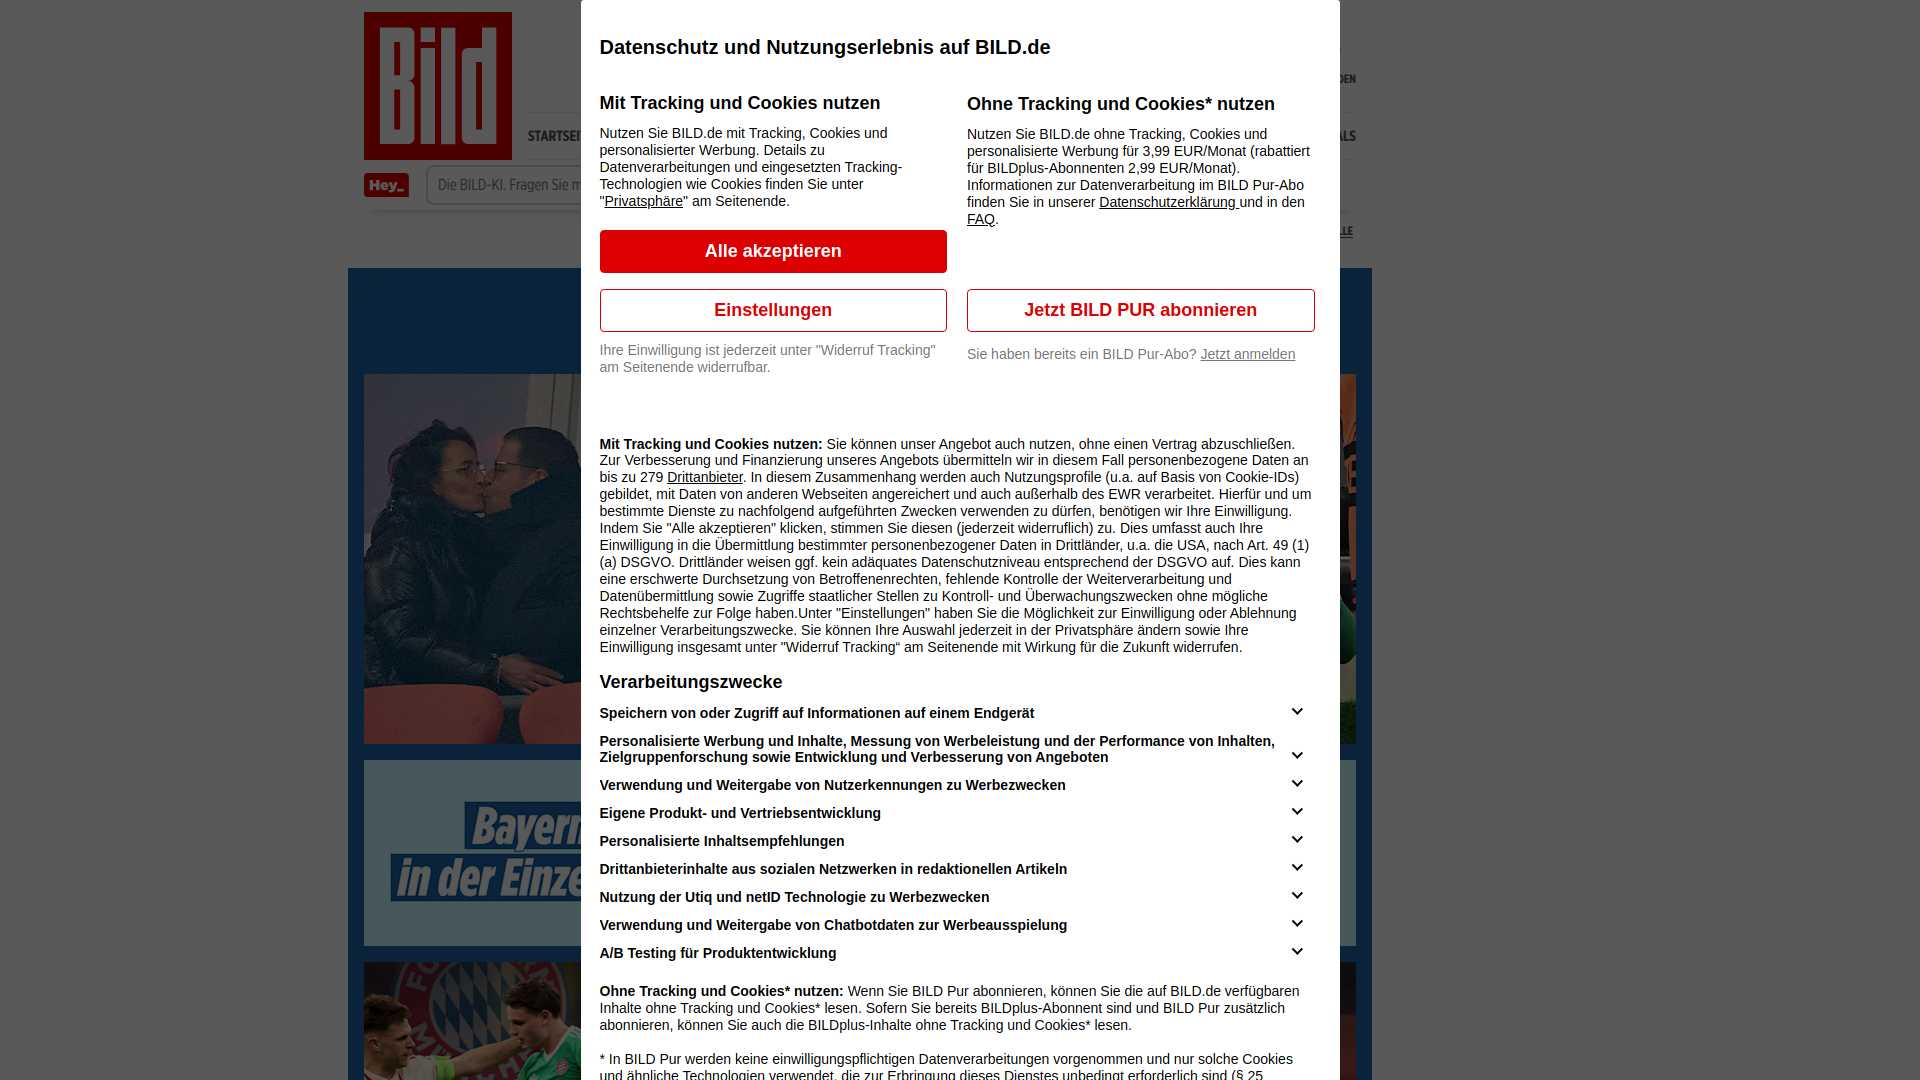 Bild
Datenschutz und Nutzungserlebnis auf BILD.de
DEN
STARTSEI
ALS
Hey_
Die BILD-KI. Fragen Sie m
LLE
Mit Tracking und Cookies nutzen
Nutzen Sie BILD.de mit Tracking, Cookies und
personalisierter Werbung. Details zu
Datenverarbeitungen und eingesetzten Tracking-
Technologien wie Cookies finden Sie unter
"Privatsphäre" am Seitenende.
Alle akzeptieren
Einstellungen
Ihre Einwilligung ist jederzeit unter "Widerruf Tracking"
am Seitenende widerrufbar.
Ohne Tracking und Cookies* nutzen
Nutzen Sie BILD.de ohne Tracking, Cookies und
personalisierte Werbung für 3,99 EUR/Monat (rabattiert
für BILDplus-Abonnenten 2,99 EUR/Monat).
Informationen zur Datenverarbeitung im BILD Pur-Abo
finden Sie in unserer Datenschutzerklärung und in den
FAQ.
Jetzt BILD PUR abonnieren
Sie haben bereits ein BILD Pur-Abo? Jetzt anmelden
Mit Tracking und Cookies nutzen: Sie können unser Angebot auch nutzen, ohne einen Vertrag abzuschließen.
Zur Verbesserung und Finanzierung unseres Angebots übermitteln wir in diesem Fall personenbezogene Daten an
bis zu 279 Drittanbieter. In diesem Zusammenhang werden auch Nutzungsprofile (u.a. auf Basis von Cookie-IDs)
gebildet, mit Daten von anderen Webseiten angereichert und auch außerhalb des EWR verarbeitet. Hierfür und um
bestimmte Dienste zu nachfolgend aufgeführten Zwecken verwenden zu dürfen, benötigen wir Ihre Einwilligung.
Indem Sie "Alle akzeptieren" klicken, stimmen Sie diesen (jederzeit widerruflich) zu. Dies umfasst auch Ihre
Einwilligung in die Übermittlung bestimmter personenbezogener Daten in Drittländer, u.a. die USA, nach Art. 49 (1)
(a) DSGVO. Drittländer weisen ggf. kein adäquates Datenschutzniveau entsprechend der DSGVO auf. Dies kann
eine erschwerte Durchsetzung von Betroffenenrechten, fehlende Kontrolle der Weiterverarbeitung und
Datenübermittlung sowie Zugriffe staatlicher Stellen zu Kontroll- und Überwachungszwecken ohne mögliche
Rechtsbehelfe zur Folge haben.Unter "Einstellungen" haben Sie die Möglichkeit zur Einwilligung oder Ablehnung
einzelner Verarbeitungszwecke. Sie können Ihre Auswahl jederzeit in der Privatsphäre ändern sowie Ihre
Einwilligung insgesamt unter "Widerruf Tracking“ am Seitenende mit Wirkung für die Zukunft widerrufen.
Verarbeitungszwecke
Speichern von oder Zugriff auf Informationen auf einem Endgerät
Personalisierte Werbung und Inhalte, Messung von Werbeleistung und der Performance von Inhalten,
Zielgruppenforschung sowie Entwicklung und Verbesserung von Angeboten
Verwendung und Weitergabe von Nutzerkennungen zu Werbezwecken
Eigene Produkt- und Vertriebsentwicklung
Personalisierte Inhaltsempfehlungen
Drittanbieterinhalte aus sozialen Netzwerken in redaktionellen Artikeln
Nutzung der Utiq und netID Technologie zu Werbezwecken
Verwendung und Weitergabe von Chatbotdaten zur Werbeausspielung
A/B Testing für Produktentwicklung
Bayern
in der Einze
Ohne Tracking und Cookies* nutzen: Wenn Sie BILD Pur abonnieren, können Sie die auf BILD.de verfügbaren
Inhalte ohne Tracking und Cookies* lesen. Sofern Sie bereits BILDplus-Abonnent sind und BILD Pur zusätzlich
abonnieren, können Sie auch die BILDplus-Inhalte ohne Tracking und Cookies* lesen.
* In BILD Pur werden keine einwilligungspflichtigen Datenverarbeitungen vorgenommen und nur solche Cookies
und ähnliche Technologien verwendet, die zur Erbringung dieses Dienstes unbedingt erforderlich sind (§ 25